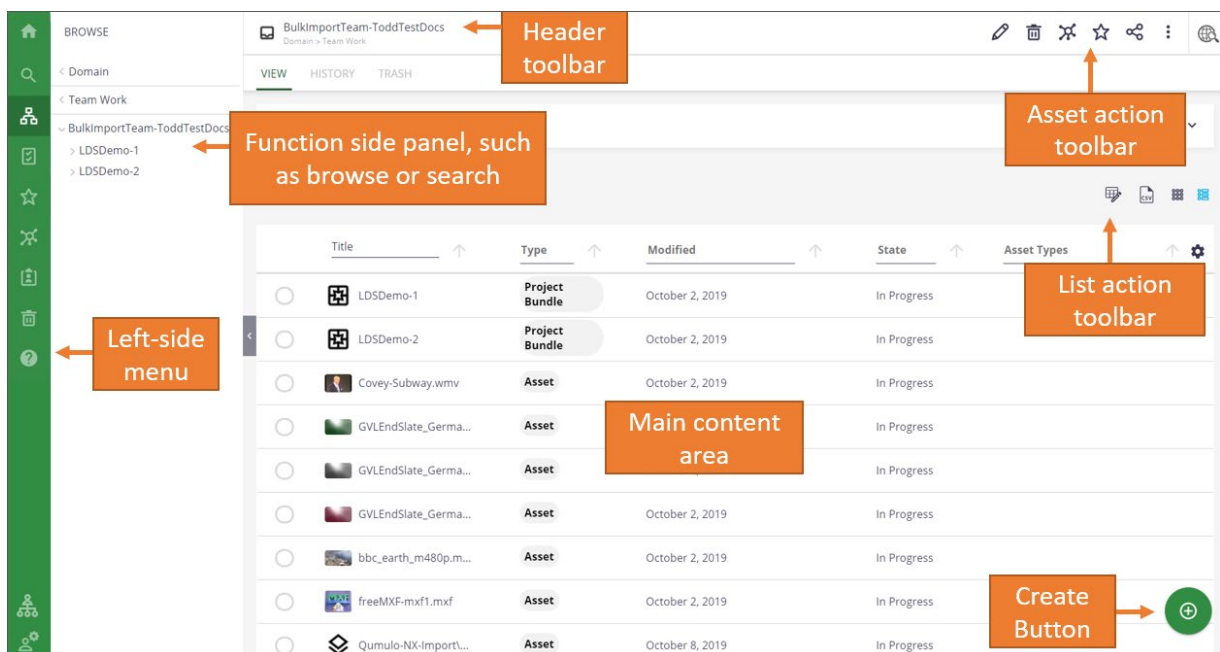 BROWSE
BulkImportTeam-ToddTestDocs
Domain > Team Work
Header
toolbar
< Domain
VIEW HISTORY TRASH
< Team Work
BulkImportTeam-ToddTestDocs
> LDSDemo-1
> LDSDemo-2
Function side panel, such
as browse or search
Asset action
toolbar
CSV
Title Type Modified State Asset Types
List action
toolbar
LDSDemo-1 Project Bundle October 2, 2019 In Progress
LDSDemo-2 Project Bundle October 2, 2019 In Progress
Left-side
menu
Covey-Subway.wmv Asset October 2, 2019 In Progress
GVLEndSlate_Germa... Asset In Progress
Main content
area
GVLEndSlate_Germa... Asset In Progress
GVLEndSlate_Germa... Asset October 2, 2019 In Progress
bbc_earth_m480p.m... Asset October 2, 2019 In Progress
freeMXF-mxf1.mxf Asset October 2, 2019 In Progress
Create
Button
Qumulo-NX-Import\... Asset October 8, 2019 In Progress